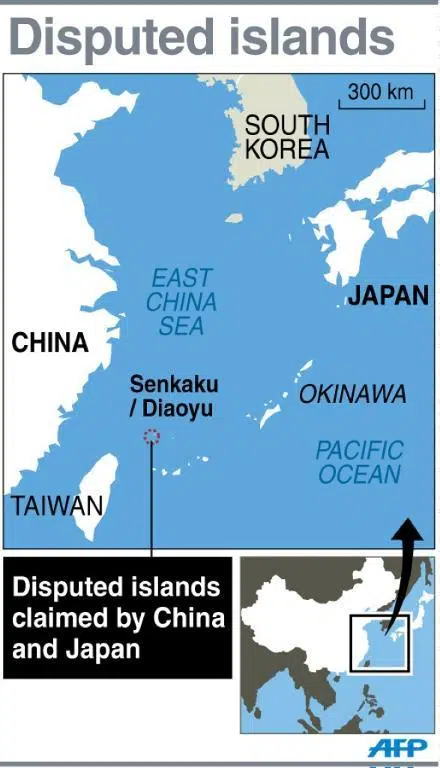 Disputed islands
300 km
SOUTH
KOREA
EAST
CHINA
SEA
JAPAN
CHINA
Senkaku
/ Diaoyu
OKINAWA
PACIFIC
OCEAN
TAIWAN
Disputed islands
claimed by China
and Japan
AFP